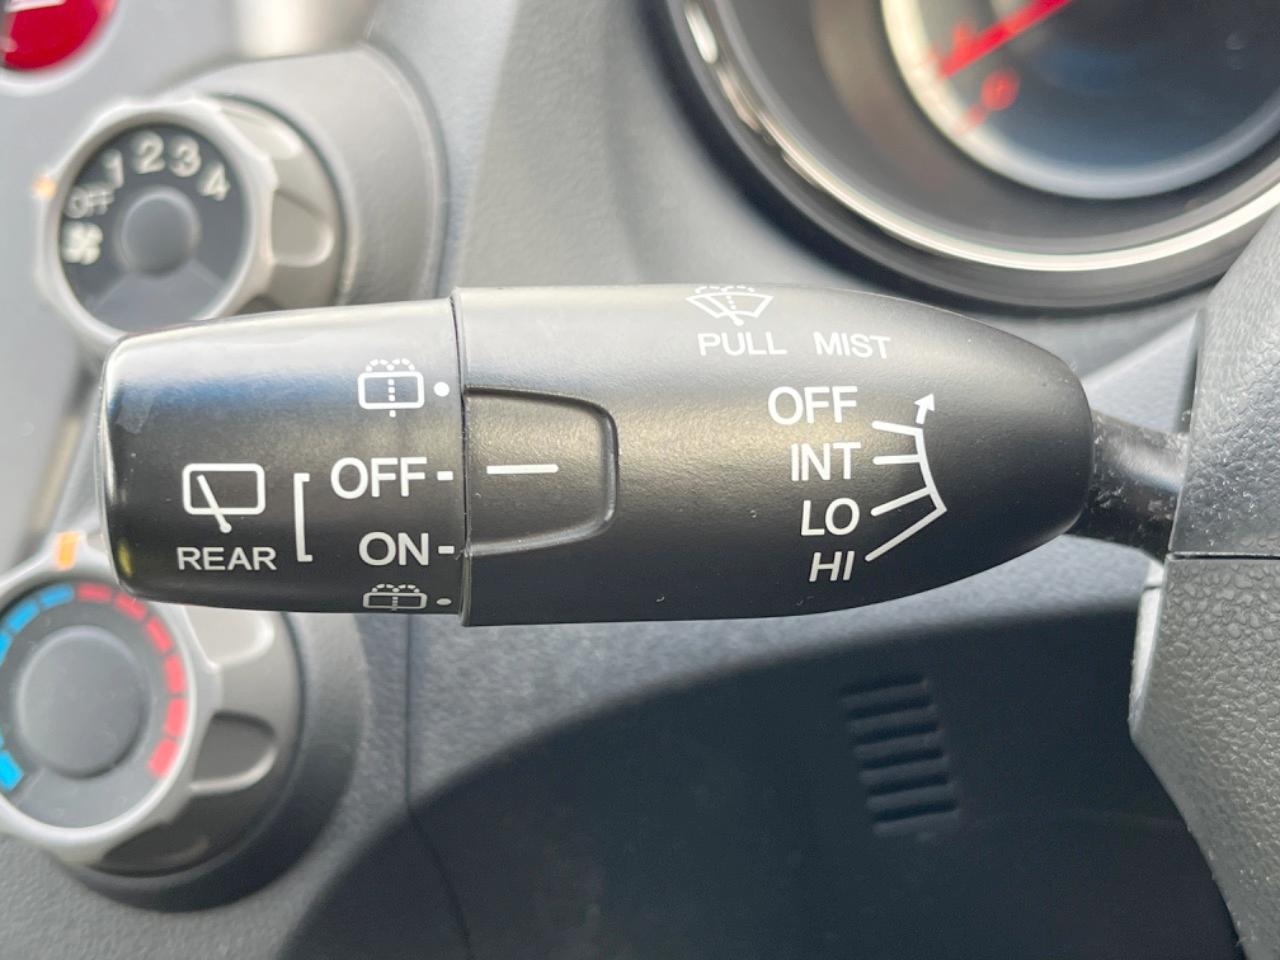 OFF 1 2 3 4
PULL MIST
OFF
INT
LO
HI
OFF
ON
REAR